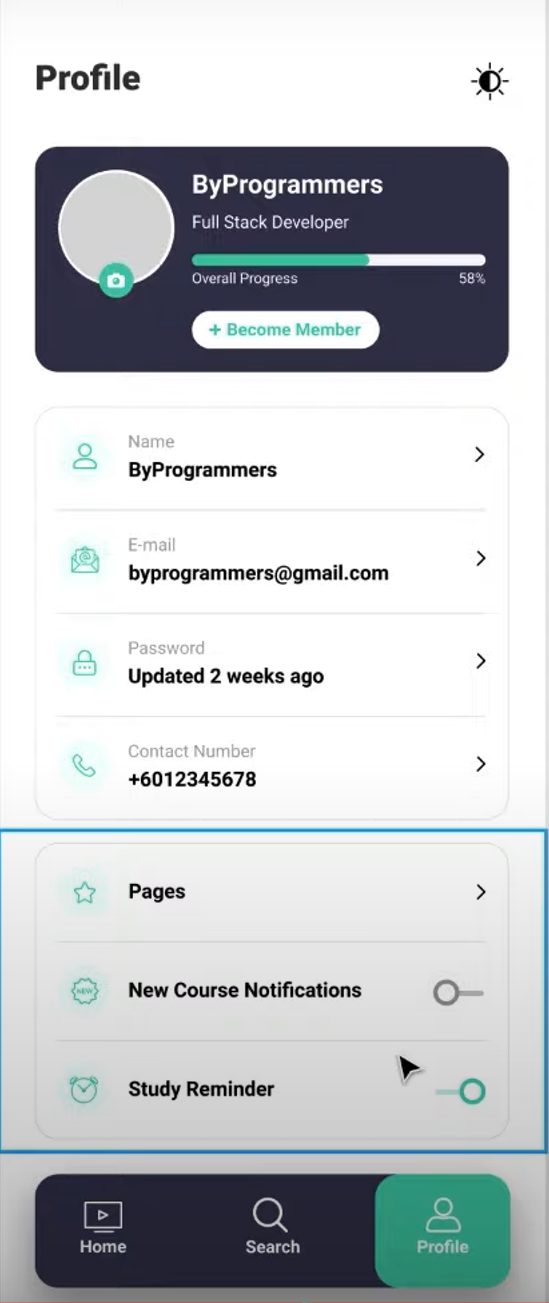 Profile
ByProgrammers
Full Stack Developer
Overall Progress 58%
+ Become Member
Name
ByProgrammers
E-mail
byprogrammers@gmail.com
Password
Updated 2 weeks ago
Contact Number
+6012345678
Pages
NEW
New Course Notifications
Study Reminder
Home Search Profile